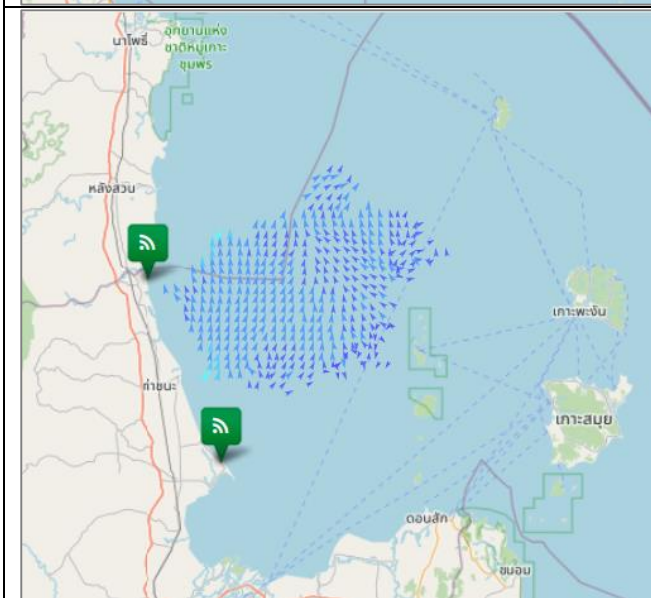 อุทยานแห่ง
ชาติหมู่เกาะ
ชุมพร
นาโพธิ์
หลังสวน
เกาะพะงัน
ท่าชนะ
เกาะสมุย
ดอนสัก
ขนอม